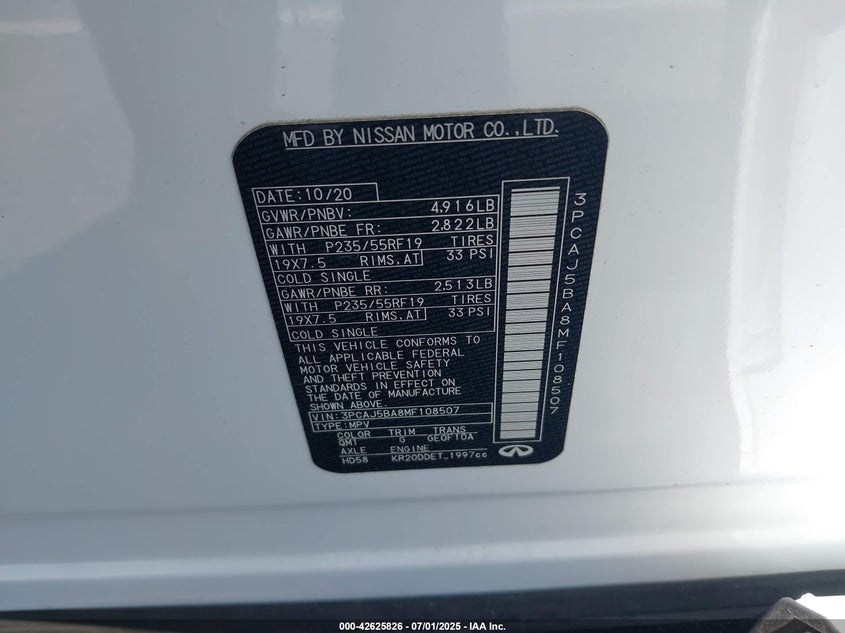 MFD BY NISSAN MOTOR CO.,LTD.
DATE:10/20
GVWR/PNBV: 4.916LB
GAWR/PNBE FR: 2.822LB
WITH P235/55RF19 TIRES
19X7.5 RIMS.AT 33 PSI
COLD SINGLE
GAWR/PNBE RR: 2.513LB
WITH P235/55RF19 TIRES
19X7.5 RIMS.AT 33 PSI
COLD SINGLE
THIS VEHICLE CONFORMS TO
ALL APPLICABLE FEDERAL
MOTOR VEHICLE SAFETY
AND THEFT PREVENTION
STANDARDS IN EFFECT ON
THE DATE OF MANUFACTURE
SHOWN ABOVE.
VIN:3PCAJ5BA8MF108507
TYPE:MPV
COLOR TRIM TRANS
QM1 G GE0F10A
AXLE ENGINE
HD58 KR20DDET_1997cc
3PCAJ5BA8MF108507
000-42625826 - 07/01/2025 - IAA Inc.